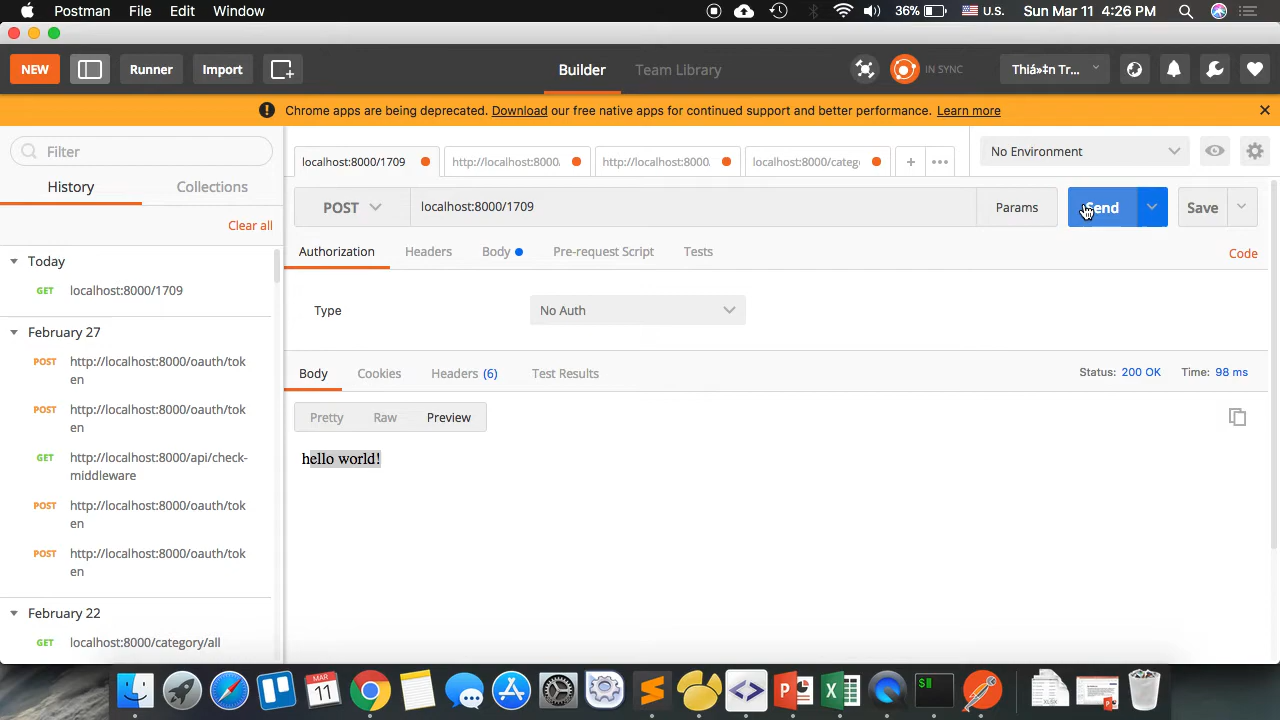 Postman File Edit Window 36% U.S. Sun Mar 11 4:26 PM
NEW Runner Import Builder Team Library IN SYNC Thiá»‡n Tr...
Chrome apps are being deprecated. Download our free native apps for continued support and better performance. Learn more
Filter
History Collections
Clear all
Today
GET localhost:8000/1709
February 27
POST http://localhost:8000/oauth/tok
en
POST http://localhost:8000/oauth/tok
en
GET http://localhost:8000/api/check-
middleware
POST http://localhost:8000/oauth/tok
en
POST http://localhost:8000/oauth/tok
en
February 22
GET localhost:8000/category/all
localhost:8000/1709 http://localhost:8000, http://localhost:8000, localhost:8000/categ + ••• No Environment
POST localhost:8000/1709 Params Send Save
Authorization Headers Body Pre-request Script Tests Code
Type No Auth
Body Cookies Headers (6) Test Results Status: 200 OK Time: 98 ms
Pretty Raw Preview
hello world!
MAR
11
XLSX